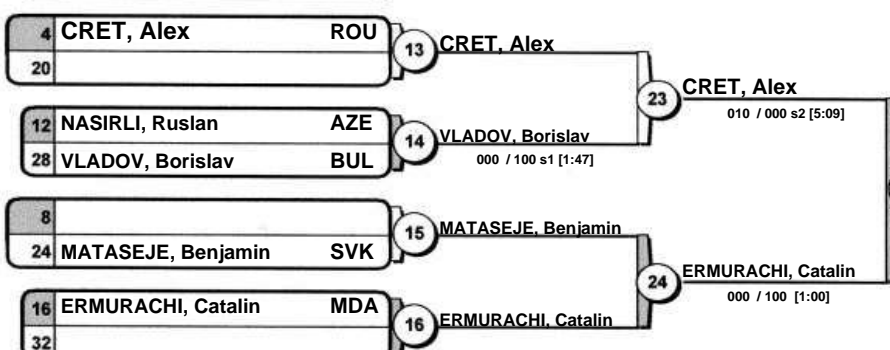 4 CRET, Alex ROU
20
13 CRET, Alex
12 NASIRLI, Ruslan AZE
28 VLADOV, Borislav BUL
14 VLADOV, Borislav
000 / 100 s1 [1:47]
23 CRET, Alex
010 / 000 s2 [5:09]
8
24 MATASEJE, Benjamin SVK
15 MATASEJE, Benjamin
16 ERMURACHI, Catalin MDA
32
16 ERMURACHI, Catalin
24 ERMURACHI, Catalin
000 / 100 [1:00]